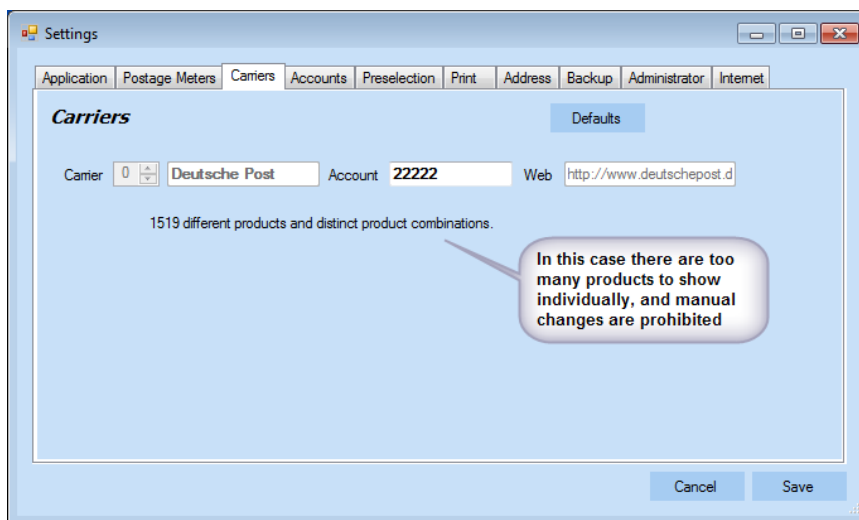 Settings
Application Postage Meters Carriers Accounts Preselection Print Address Backup Administrator Internet
Carriers Defaults
Carrier 0 Deutsche Post Account 22222 Web http://www.deutschepost.d
1519 different products and distinct product combinations.
In this case there are too
many products to show
individually, and manual
changes are prohibited
Cancel Save